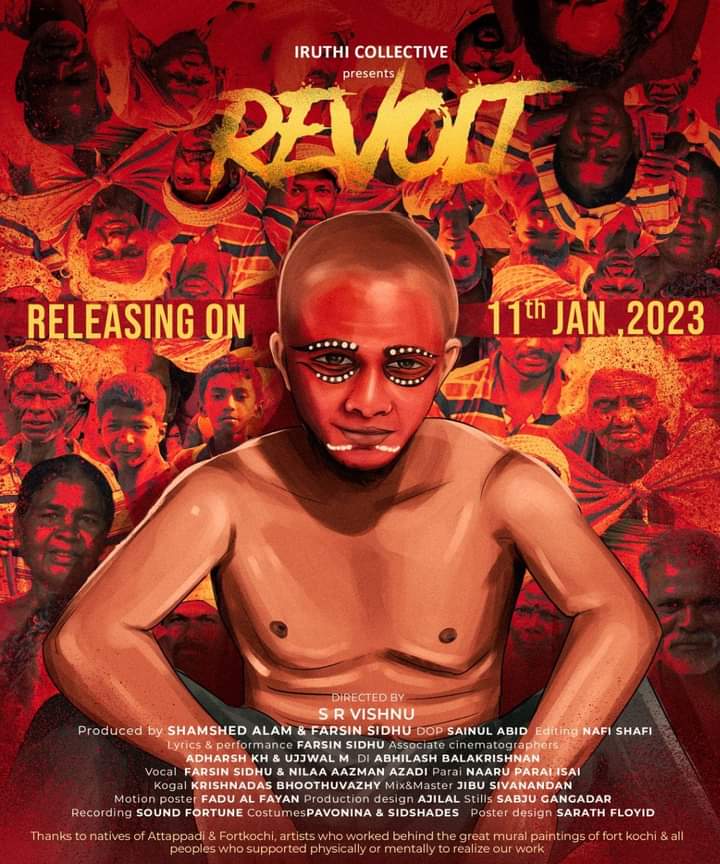 IRUTHI COLLECTIVE
presents
REVOLT
RELEASING ON 11th JAN ,2023
DIRECTED BY
S R VISHNU
Produced by SHAMSHED ALAM & FARSIN SIDHU DOP SAINUL ABID Editing NAFI SHAFI
Lyrics & performance FARSIN SIDHU Associate cinematographers
ADHARSH KH & UJJWAL M DI ABHILASH BALAKRISHNAN
Vocal FARSIN SIDHU & NILAA AAZMAN AZADI Parai NAARU PARAI ISAI
Kogal KRISHNADAS BHOOTHUVAZHY Mix&Master JIBU SIVANANDAN
Motion poster FADU AL FAYAN Production design AJILAL Stills SABJU GANGADAR
Recording SOUND FORTUNE CostumesPAVONINA & SIDSHADES Poster design SARATH FLOYID
Thanks to natives of Attappadi & Fortkochi, artists who worked behind the great mural paintings of fort kochi & all
peoples who supported physically or mentally to realize our work